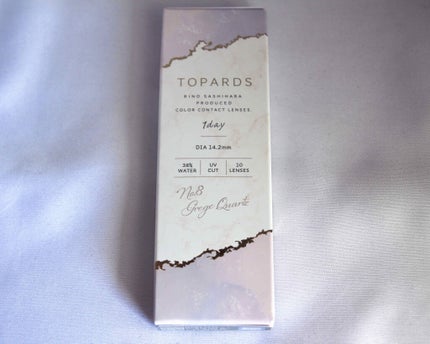 TOPARDS
RINO SASHIHARA
PRODUCED
COLOR CONTACT LENSES.
1day
DIA 14.2mm
38% WATER
UV CUT
10 LENSES
No.8
Grege Quartz